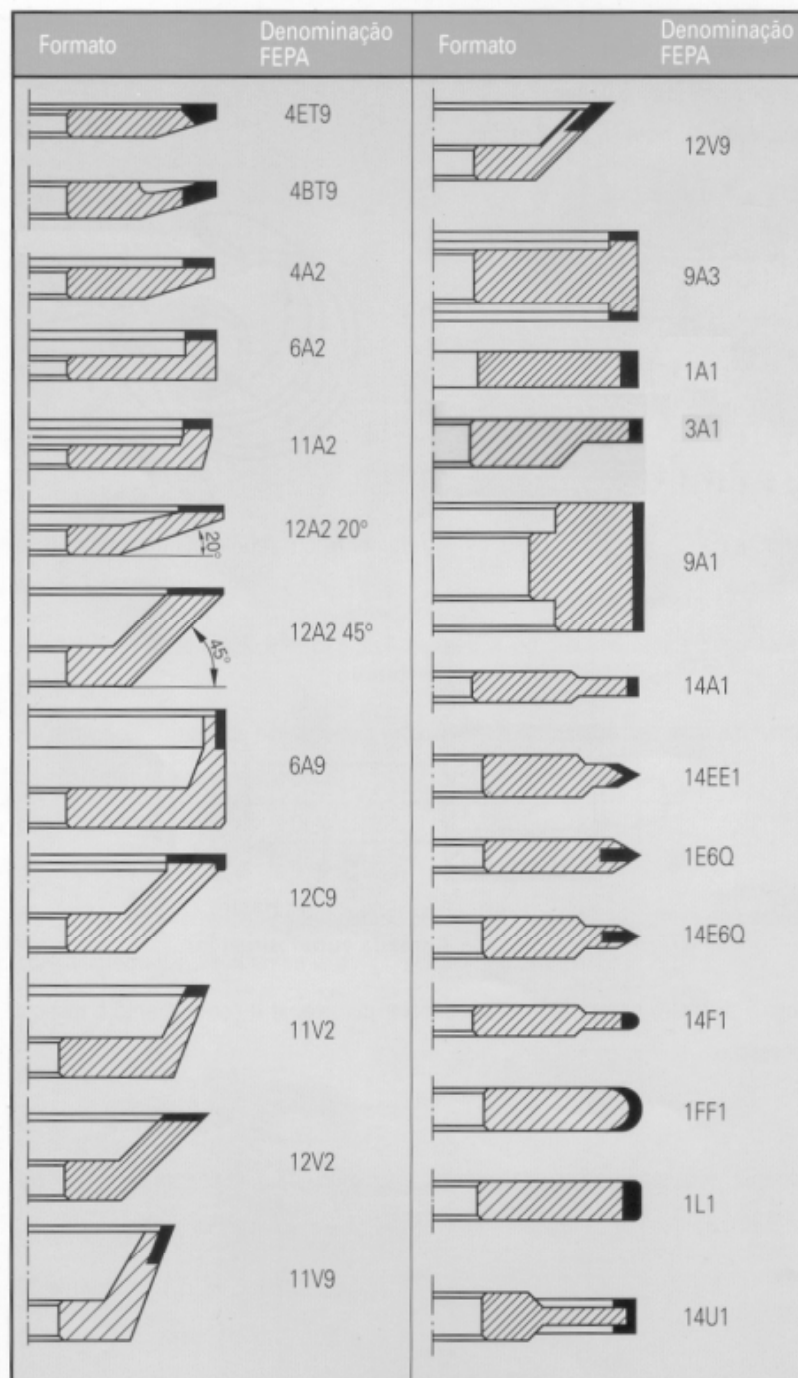 Formato
Denominação
FEPA
4ET9
4BT9
4A2
6A2
11A2
12A2 20°
20°
12A2 45°
45°
6A9
12C9
11V2
12V2
11V9
Formato
Denominação
FEPA
12V9
9A3
1A1
3A1
9A1
14A1
14EE1
1E6Q
14E6Q
14F1
1FF1
1L1
14U1